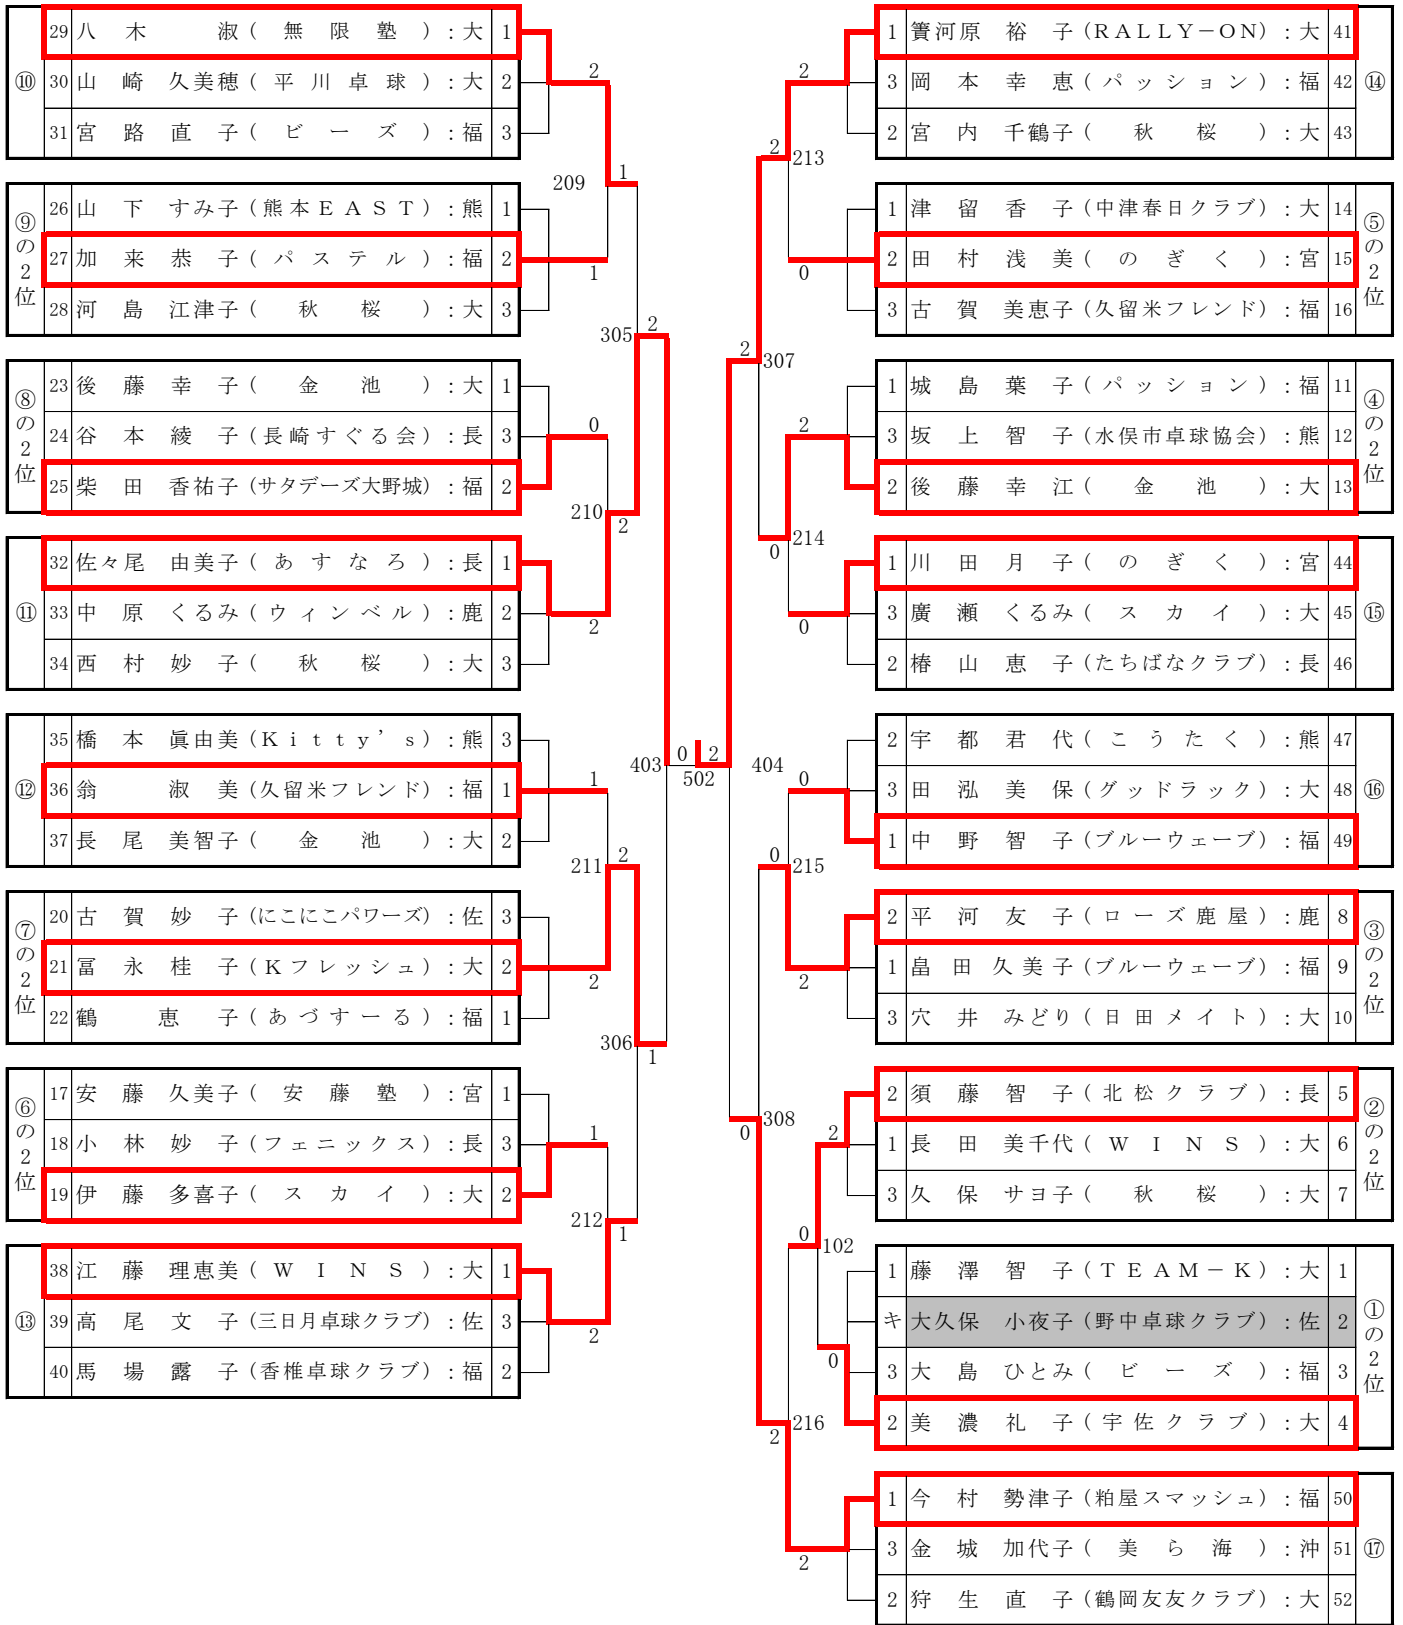 ⑩
29 八木 淑 (無限塾) : 大 1
30 山崎 久美穂 (平川卓球) : 大 2
31 宮路 直子 (ビーズ) : 福 3
⑨の2位
26 山下 すみ子 (熊本EAST) : 熊 1
27 加来 恭子 (パステル) : 福 2
28 河島 江津子 (秋桜) : 大 3
⑧の2位
23 後藤 幸子 (金池) : 大 1
24 谷本 綾子 (長崎すぐる会) : 長 3
25 柴田 香祐子 (サタデーズ大野城) : 福 2
⑪
32 佐々尾 由美子 (あすなろ) : 長 1
33 中原 くるみ (ウィンベル) : 鹿 2
34 西村 妙子 (秋桜) : 大 3
⑫
35 橋本 眞由美 (Kitty’s) : 熊 3
36 翁 淑美 (久留米フレンド) : 福 1
37 長尾 美智子 (金池) : 大 2
⑦の2位
20 古賀 妙子 (にこにこパワーズ) : 佐 3
21 冨永 桂子 (Kフレッシュ) : 大 2
22 鶴 恵子 (あづすーる) : 福 1
⑥の2位
17 安藤 久美子 (安藤塾) : 宮 1
18 小林 妙子 (フェニックス) : 長 3
19 伊藤 多喜子 (スカイ) : 大 2
⑬
38 江藤 理恵美 (WINS) : 大 1
39 高尾 文子 (三日月卓球クラブ) : 佐 3
40 馬場 露子 (香椎卓球クラブ) : 福 2
2
209
1
1
305
2
0
210
2
2
1
211
2
2
306
1
1
212
1
2
403
0
2
502
404
2
213
2
0
307
2
2
214
0
0
0
215
0
2
308
0
2
102
0
0
216
2
2
1 簀河原 裕子 (RALLY-ON) : 大 41
3 岡本 幸恵 (パッション) : 福 42
2 宮内 千鶴子 (秋桜) : 大 43
⑭
1 津留 香子 (中津春日クラブ) : 大 14
2 田村 浅美 (のぎく) : 宮 15
3 古賀 美恵子 (久留米フレンド) : 福 16
⑤の2位
1 城島 葉子 (パッション) : 福 11
3 坂上 智子 (水俣市卓球協会) : 熊 12
2 後藤 幸江 (金池) : 大 13
④の2位
1 川田 月子 (のぎく) : 宮 44
3 廣瀬 くるみ (スカイ) : 大 45
2 椿山 恵子 (たちばなクラブ) : 長 46
⑮
2 宇都 君代 (こうたく) : 熊 47
3 田泓 美保 (グッドラック) : 大 48
1 中野 智子 (ブルーウェーブ) : 福 49
⑯
2 平河 友子 (ローズ鹿屋) : 鹿 8
1 畠田 久美子 (ブルーウェーブ) : 福 9
3 穴井 みどり (日田メイト) : 大 10
③の2位
2 須藤 智子 (北松クラブ) : 長 5
1 長田 美千代 (WINS) : 大 6
3 久保 サヨ子 (秋桜) : 大 7
②の2位
1 藤澤 智子 (TEAM-K) : 大 1
キ 大久保 小夜子 (野中卓球クラブ) : 佐 2
3 大島 ひとみ (ビーズ) : 福 3
2 美濃 礼子 (宇佐クラブ) : 大 4
①の2位
1 今村 勢津子 (粕屋スマッシュ) : 福 50
3 金城 加代子 (美ら海) : 沖 51
2 狩生 直子 (鶴岡友友クラブ) : 大 52
⑰